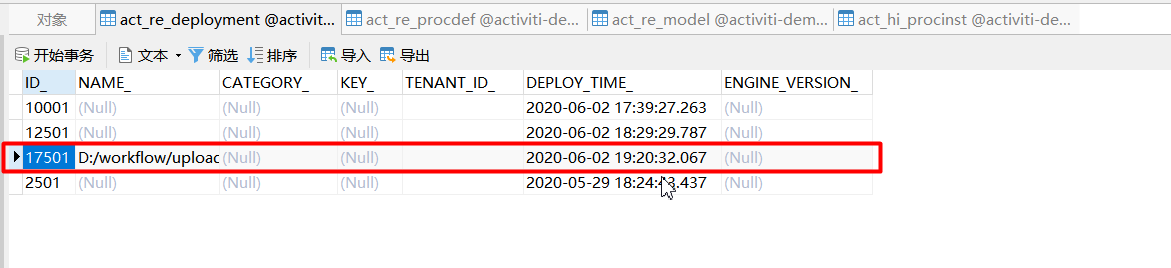 对象 act_re_deployment @activit... act_re_procdef @activiti-de... act_re_model @activiti-dem... act_hi_procinst @activiti-de...
开始事务 文本 筛选 排序 导入 导出
ID_ NAME_ CATEGORY_ KEY_ TENANT_ID_ DEPLOY_TIME_ ENGINE_VERSION_
10001 (Null) (Null) (Null) 2020-06-02 17:39:27.263 (Null)
12501 (Null) (Null) (Null) 2020-06-02 18:29:29.787 (Null)
17501 D:/workflow/upload (Null) (Null) 2020-06-02 19:20:32.067 (Null)
2501 (Null) (Null) (Null) 2020-05-29 18:24:43.437 (Null)